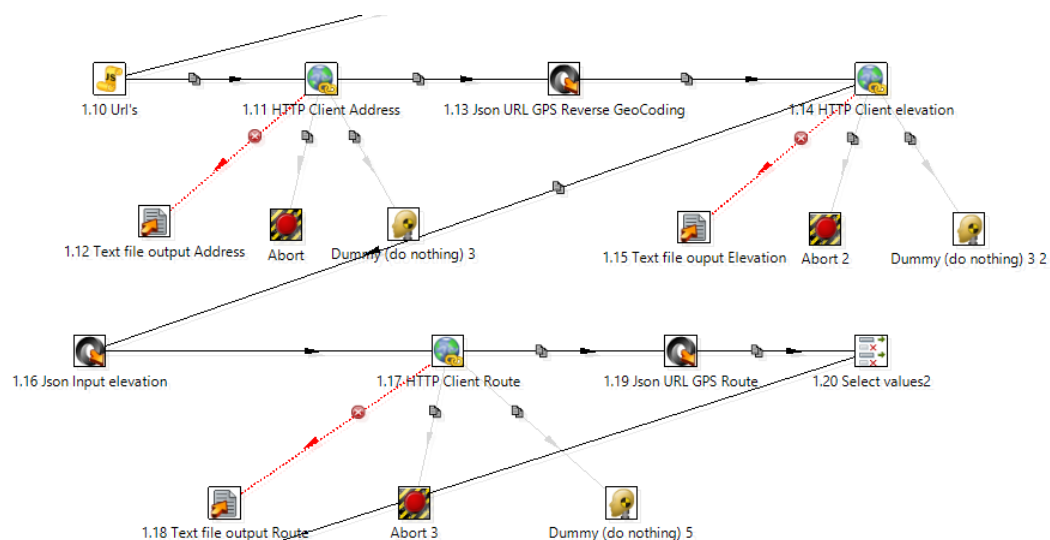 1.10 Url's
1.11 HTTP Client Address
1.13 Json URL GPS Reverse GeoCoding
1.14 HTTP Client elevation
1.12 Text file output Address
Abort
Dummy (do nothing) 3
1.15 Text file ouput Elevation
Abort 2
Dummy (do nothing) 3 2
1.16 Json Input elevation
1.17 HTTP Client Route
1.19 Json URL GPS Route
1.20 Select values2
1.18 Text file output Route
Abort 3
Dummy (do nothing) 5